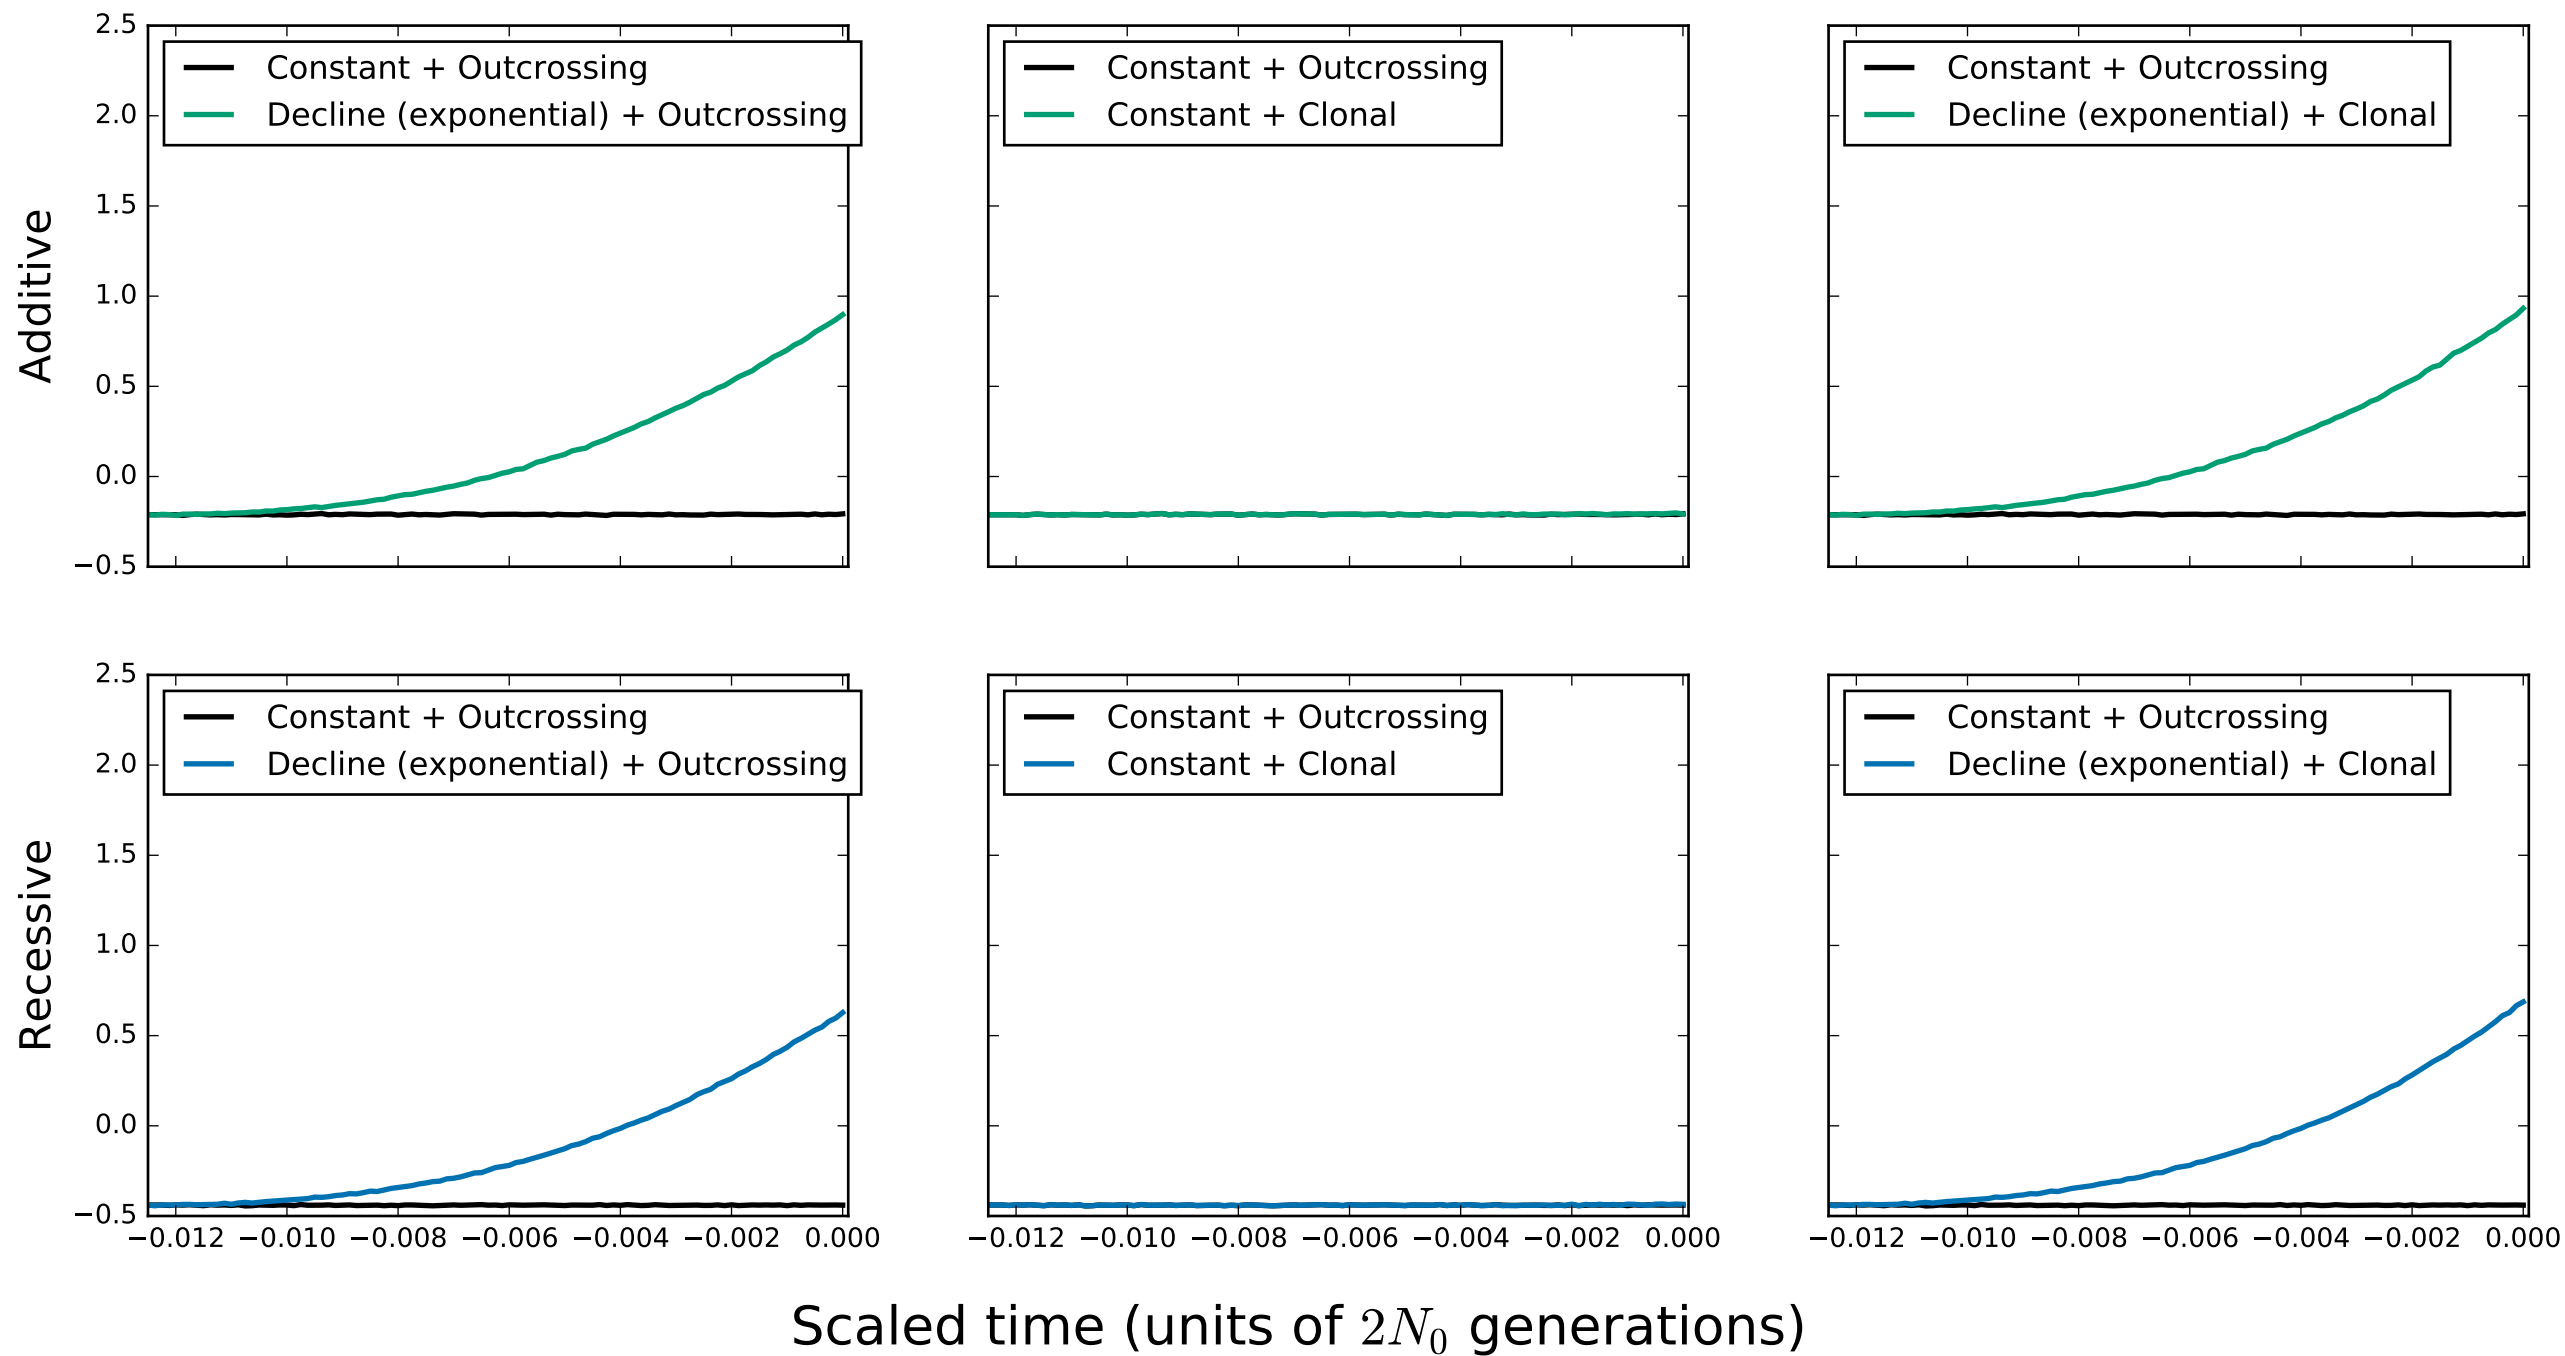 2.5
2.0
1.5
1.0
0.5
0.0
−0.5
Additive
Constant + Outcrossing
Decline (exponential) + Outcrossing
Constant + Outcrossing
Constant + Clonal
Constant + Outcrossing
Decline (exponential) + Clonal
2.5
2.0
1.5
1.0
0.5
0.0
−0.5
Recessive
Constant + Outcrossing
Decline (exponential) + Outcrossing
Constant + Outcrossing
Constant + Clonal
Constant + Outcrossing
Decline (exponential) + Clonal
−0.012 −0.010 −0.008 −0.006 −0.004 −0.002 0.000
−0.012 −0.010 −0.008 −0.006 −0.004 −0.002 0.000
−0.012 −0.010 −0.008 −0.006 −0.004 −0.002 0.000
Scaled time (units of 2N₀ generations)